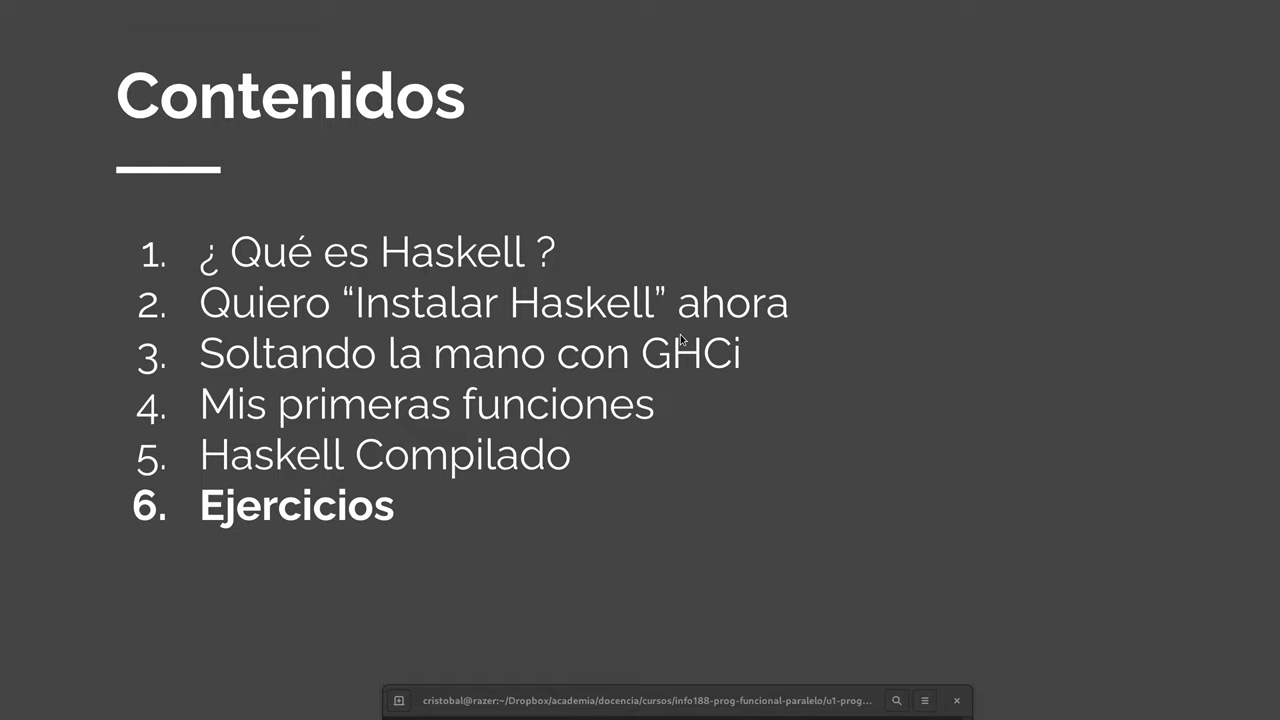 Contenidos
1. ¿ Qué es Haskell ?
2. Quiero “Instalar Haskell” ahora
3. Soltando la mano con GHCi
4. Mis primeras funciones
5. Haskell Compilado
6. Ejercicios
cristobal@razer:~/Dropbox/academia/docencia/cursos/info188-prog-funcional-paralelo/u1-prog...